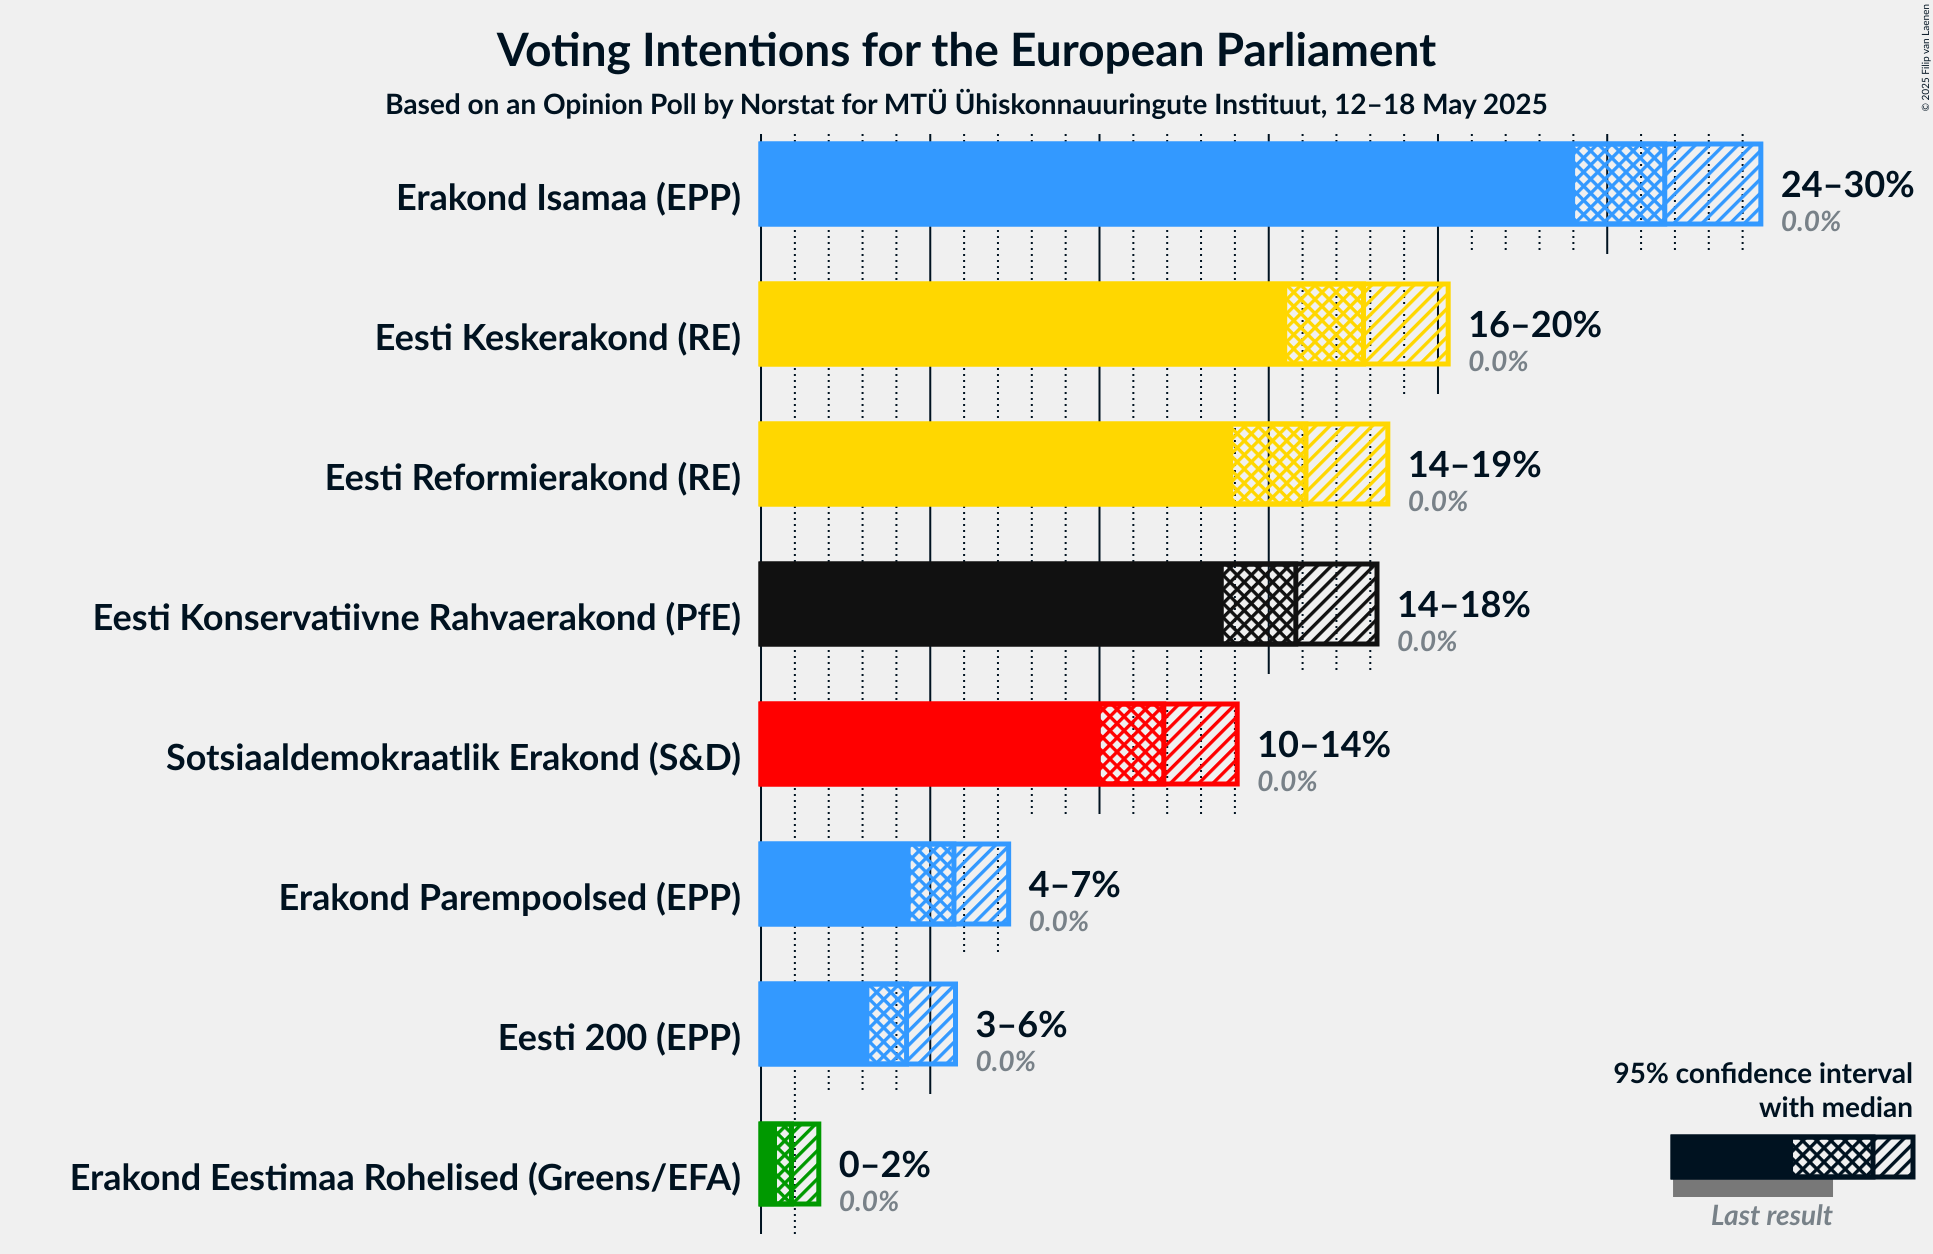 Voting Intentions for the European Parliament
Based on an Opinion Poll by Norstat for MTÜ Ühiskonnauuringute Instituut, 12–18 May 2025
© 2025 Filip van Laenen
Erakond Isamaa (EPP)
24–30%
0.0%
Eesti Keskerakond (RE)
16–20%
0.0%
Eesti Reformierakond (RE)
14–19%
0.0%
Eesti Konservatiivne Rahvaerakond (PfE)
14–18%
0.0%
Sotsiaaldemokraatlik Erakond (S&D)
10–14%
0.0%
Erakond Parempoolsed (EPP)
4–7%
0.0%
Eesti 200 (EPP)
3–6%
0.0%
Erakond Eestimaa Rohelised (Greens/EFA)
0–2%
0.0%
95% confidence interval
with median
Last result